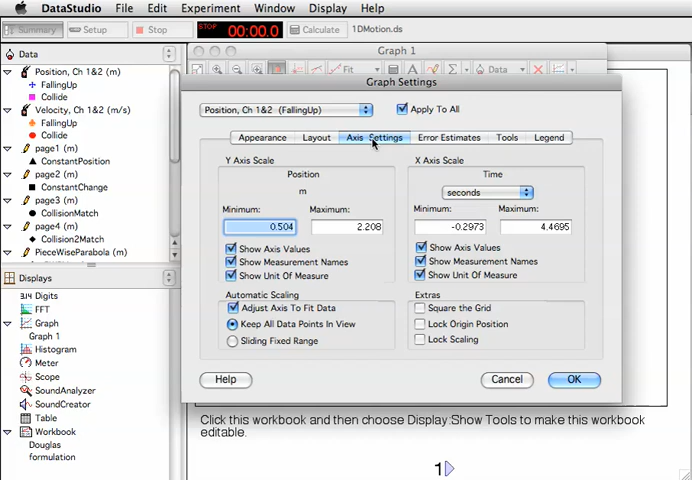 DataStudio File Edit Experiment Window Display Help
Summary Setup Stop STOP 00:00.0 Calculate 1DMotion.ds
Data
Position, Ch 1&2 (m)
FallingUp
Collide
Velocity, Ch 1&2 (m/s)
FallingUp
Collide
page1 (m)
ConstantPosition
page2 (m)
ConstantChange
page3 (m)
CollisionMatch
page4 (m)
Collision2Match
PieceWiseParabola (m)
Displays
3.14 Digits
FFT
Graph
Graph 1
Histogram
Meter
Scope
SoundAnalyzer
SoundCreator
Table
Workbook
Douglas
formulation
Graph 1
Fit Σ Data
Graph Settings
Position, Ch 1&2 (FallingUp) Apply To All
Appearance Layout Axis Settings Error Estimates Tools Legend
Y Axis Scale
Position
m
Minimum: Maximum:
0.504 2.208
Show Axis Values
Show Measurement Names
Show Unit Of Measure
Automatic Scaling
Adjust Axis To Fit Data
Keep All Data Points In View
Sliding Fixed Range
X Axis Scale
Time
seconds
Minimum: Maximum:
-0.2973 4.4695
Show Axis Values
Show Measurement Names
Show Unit Of Measure
Extras
Square the Grid
Lock Origin Position
Lock Scaling
Help Cancel OK
Click this workbook and then choose Display:Show Tools to make this workbook
editable.
1